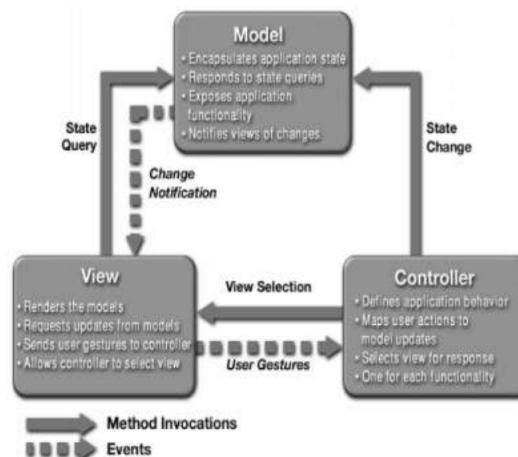 Model
• Encapsulates application state
• Responds to state queries
• Exposes application
functionality
• Notifies views of changes
State
Query
Change
Notification
State
Change
View
• Renders the models
• Requests updates from models
• Sends user gestures to controller
• Allows controller to select view
View Selection
User Gestures
Controller
• Defines application behavior
• Maps user actions to
model updates
• Selects view for response
• One for each functionality
Method Invocations
Events